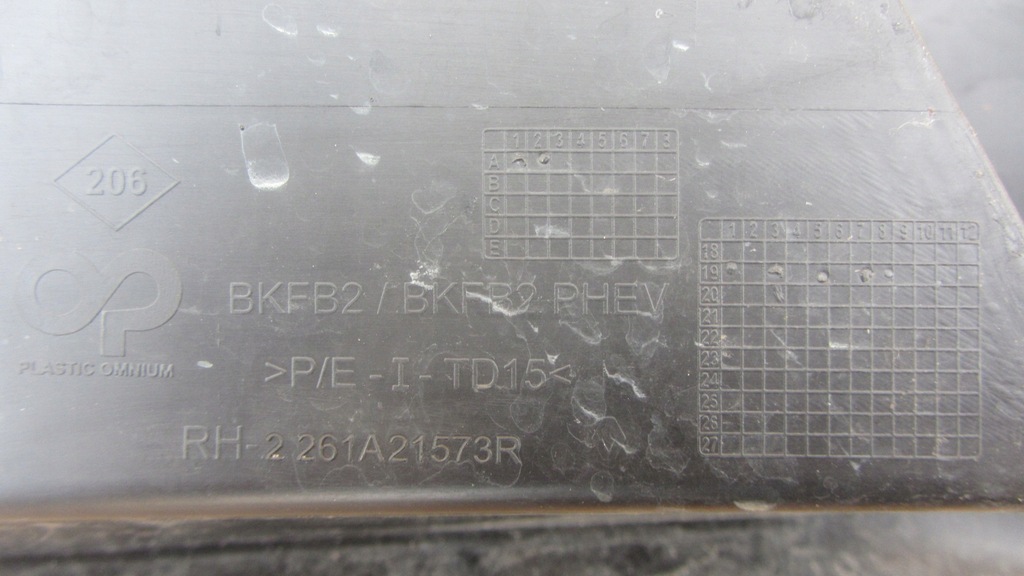 206
PLASTIC OMNIUM
1 2 3 4 5 6 7 8
A
B
C
D
E
1 2 3 4 5 6 7 8 9 10 11 12
18
19
20
21
22
23
24
25
26
27
BKFB2 / BKFB2 PHEV
>P/E - I - TD15<
RH-2 261A21573R